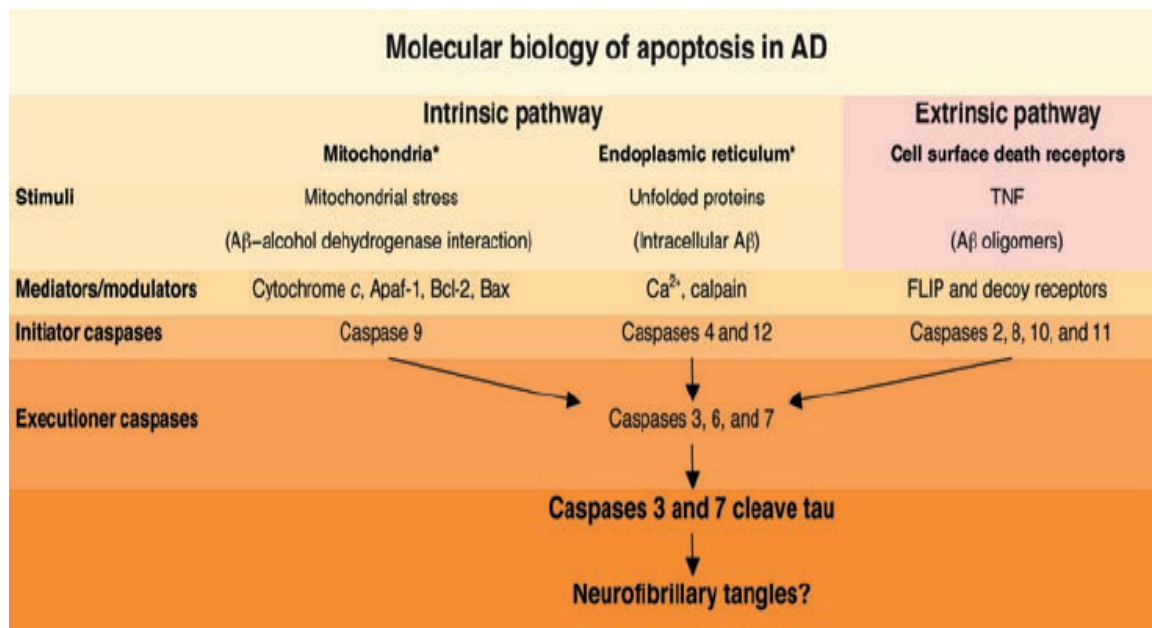 Molecular biology of apoptosis in AD
Intrinsic pathway Extrinsic pathway
Mitochondria* Endoplasmic reticulum* Cell surface death receptors
Stimuli Mitochondrial stress Unfolded proteins TNF
(Aβ–alcohol dehydrogenase interaction) (Intracellular Aβ) (Aβ oligomers)
Mediators/modulators Cytochrome c, Apaf-1, Bcl-2, Bax Ca²⁺, calpain FLIP and decoy receptors
Initiator caspases Caspase 9 Caspases 4 and 12 Caspases 2, 8, 10, and 11
Executioner caspases Caspases 3, 6, and 7
Caspases 3 and 7 cleave tau
Neurofibrillary tangles?